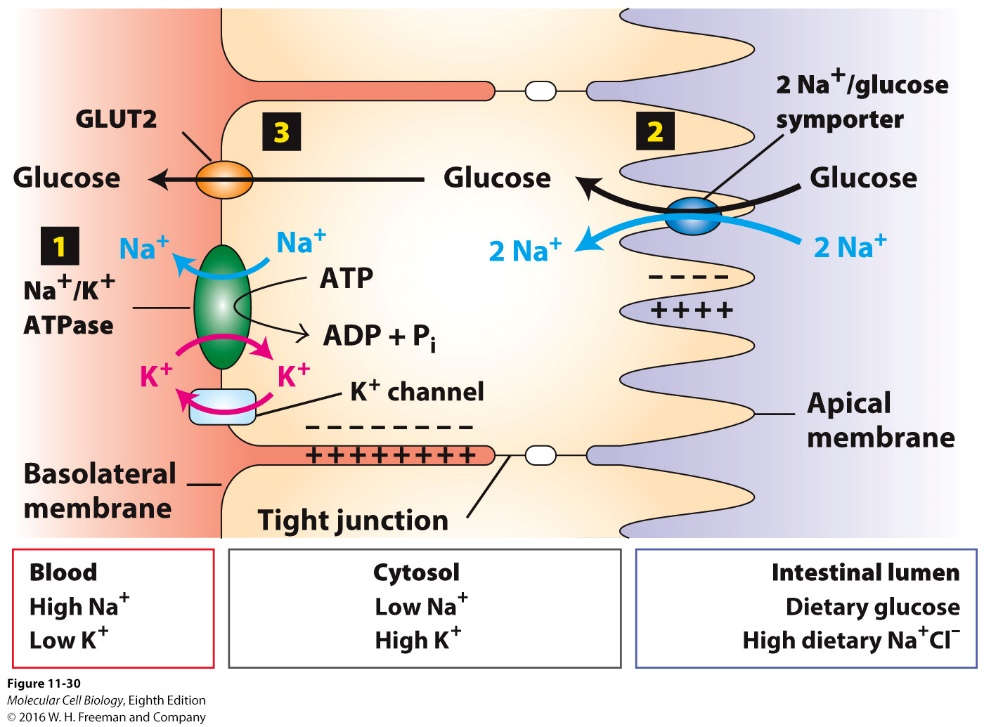 2 Na⁺/glucose
symporter
GLUT2
3
2
Glucose
Glucose
Glucose
1
Na⁺
Na⁺
2 Na⁺
2 Na⁺
Na⁺/K⁺
ATPase
ATP
ADP + Pᵢ
– – – –
+ + + +
K⁺
K⁺
K⁺ channel
– – – – – – – –
+ + + + + + + +
Apical
membrane
Basolateral
membrane
Tight junction
Blood
High Na⁺
Low K⁺
Cytosol
Low Na⁺
High K⁺
Intestinal lumen
Dietary glucose
High dietary Na⁺Cl⁻
Figure 11-30
Molecular Cell Biology, Eighth Edition
© 2016 W. H. Freeman and Company